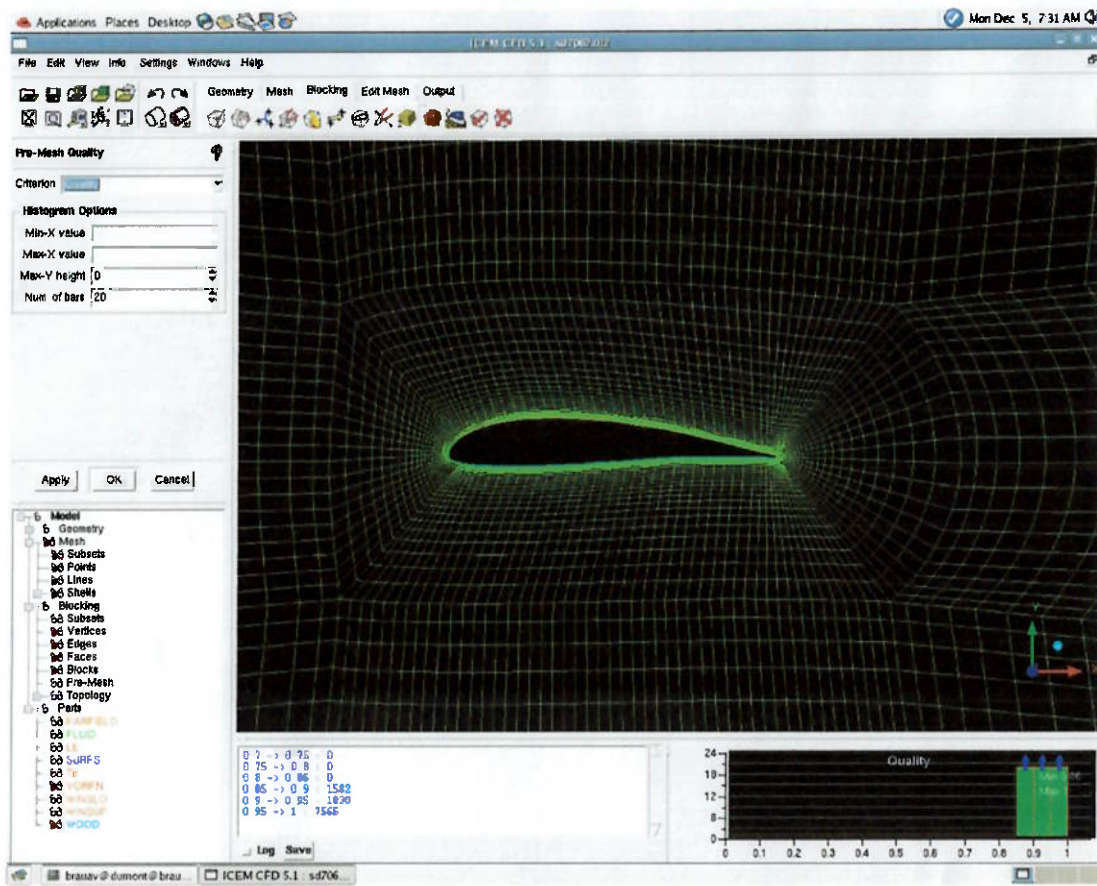 Applications Places Desktop
Mon Dec 5, 7:31 AM
File Edit View Info Settings Windows Help
Geometry Mesh Blocking Edit Mesh Output
Pre-Mesh Quality
Criterion
Histogram Options
Min-X value
Max-X value
Max-Y height 0
Num of bars 20
Apply OK Cancel
Model
Geometry
Mesh
Subsets
Points
Lines
Shells
Blocking
Subsets
Vertices
Edges
Faces
Blocks
Pre-Mesh
Topology
Parts
FARFIELD
FLUID
LE
SURFS
TE
WOOD
Y
X
0.7 -> 0.75 : 0
0.75 -> 0.8 : 0
0.8 -> 0.85 : 0
0.85 -> 0.9 : 1582
0.9 -> 0.95 :
0.95 -> 1 : 7565
Log Save
Quality
24
18
12
6
0
0 0.1 0.2 0.3 0.4 0.5 0.6 0.7 0.8 0.9 1
brauav@dumont@brau...
ICEM CFD 5.1 : sd706...